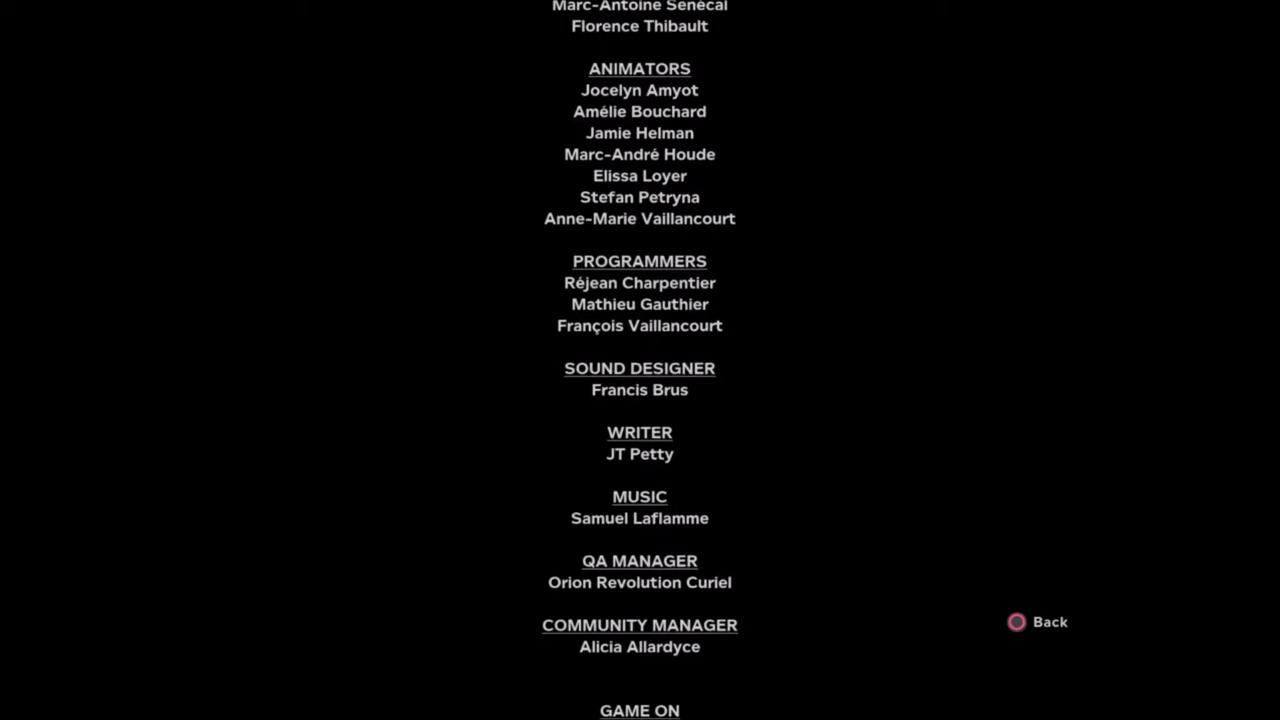 Marc-Antoine Senécal
Florence Thibault
ANIMATORS
Jocelyn Amyot
Amélie Bouchard
Jamie Helman
Marc-André Houde
Elissa Loyer
Stefan Petryna
Anne-Marie Vaillancourt
PROGRAMMERS
Réjean Charpentier
Mathieu Gauthier
François Vaillancourt
SOUND DESIGNER
Francis Brus
WRITER
JT Petty
MUSIC
Samuel Laflamme
QA MANAGER
Orion Revolution Curiel
COMMUNITY MANAGER
Alicia Allardyce
Back
GAME ON